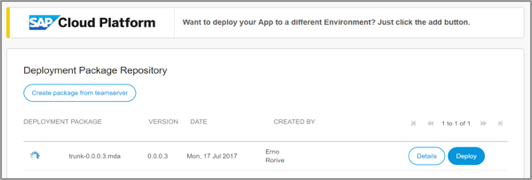 SAP Cloud Platform
Want to deploy your App to a different Environment? Just click the add button.
Deployment Package Repository
Create package from teamserver
1 to 1 of 1
DEPLOYMENT PACKAGE VERSION DATE CREATED BY
trunk-0.0.0.3.mda 0.0.0.3 Mon, 17 Jul 2017 Erno Rorive Details Deploy